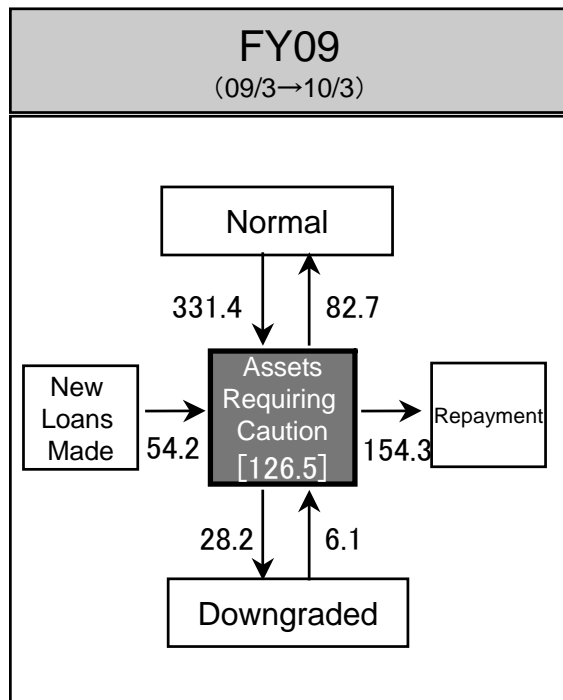 FY09
(09/3→10/3)
Normal
331.4
82.7
New
Loans
Made
54.2
Assets
Requiring
Caution
[126.5]
154.3
Repayment
28.2
6.1
Downgraded